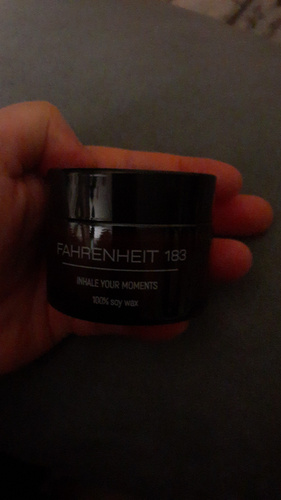 FAHRENHEIT 183
INHALE YOUR MOMENTS
100% soy wax